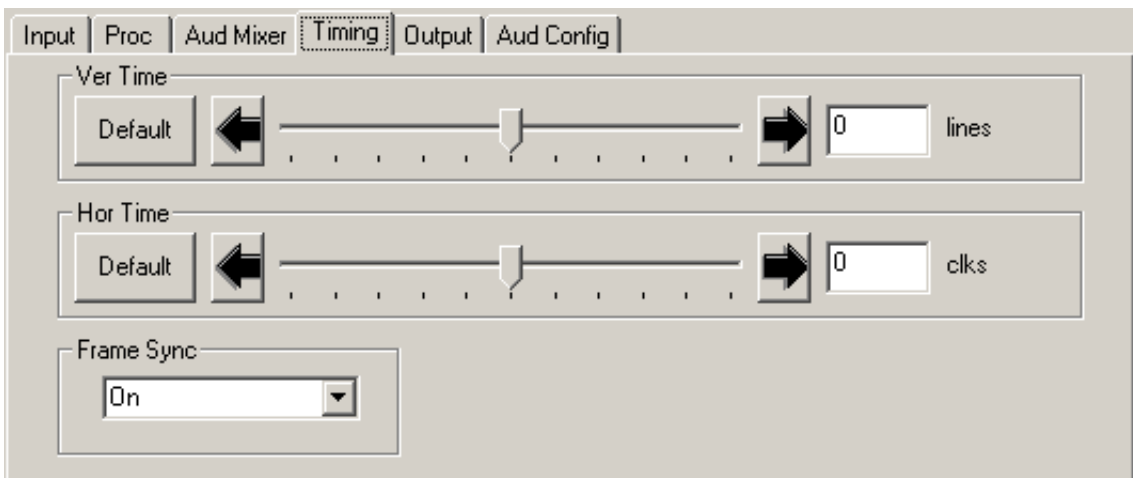 Input Proc Aud Mixer Timing Output Aud Config
Ver Time
Default 0 lines
Hor Time
Default 0 clks
Frame Sync
On